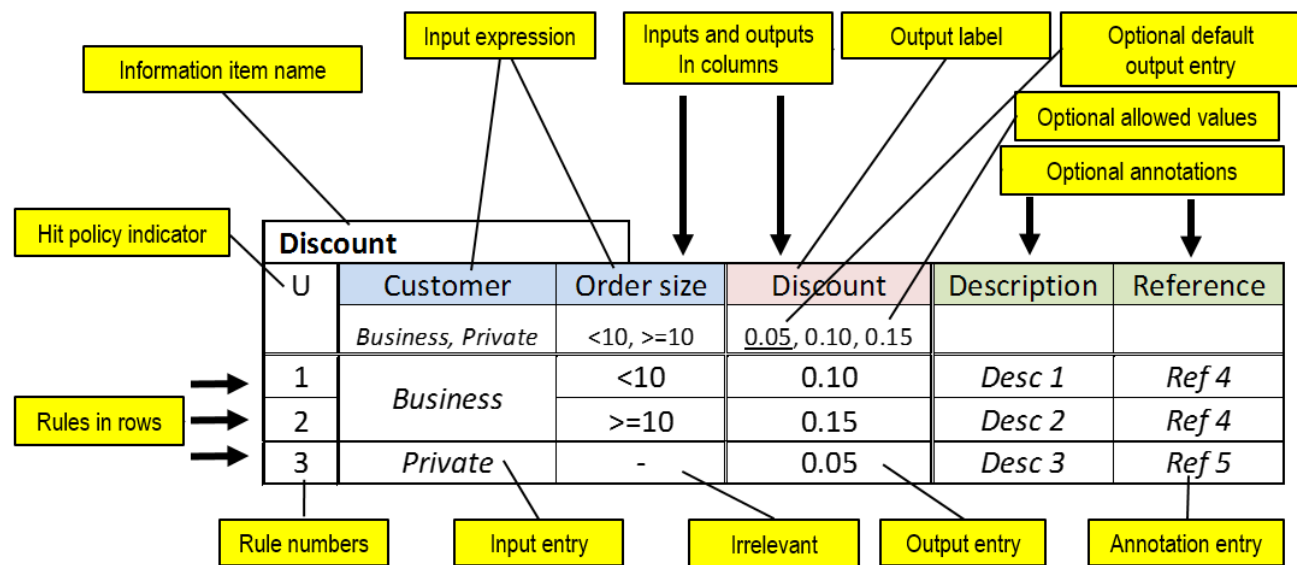 Input expression
Inputs and outputs
In columns
Output label
Optional default
output entry
Information item name
Optional allowed values
Optional annotations
Hit policy indicator
Discount
U Customer Order size Discount Description Reference
Business, Private <10, >=10 0.05, 0.10, 0.15
1 Business <10 0.10 Desc 1 Ref 4
2 >=10 0.15 Desc 2 Ref 4
3 Private - 0.05 Desc 3 Ref 5
Rules in rows
Rule numbers
Input entry
Irrelevant
Output entry
Annotation entry